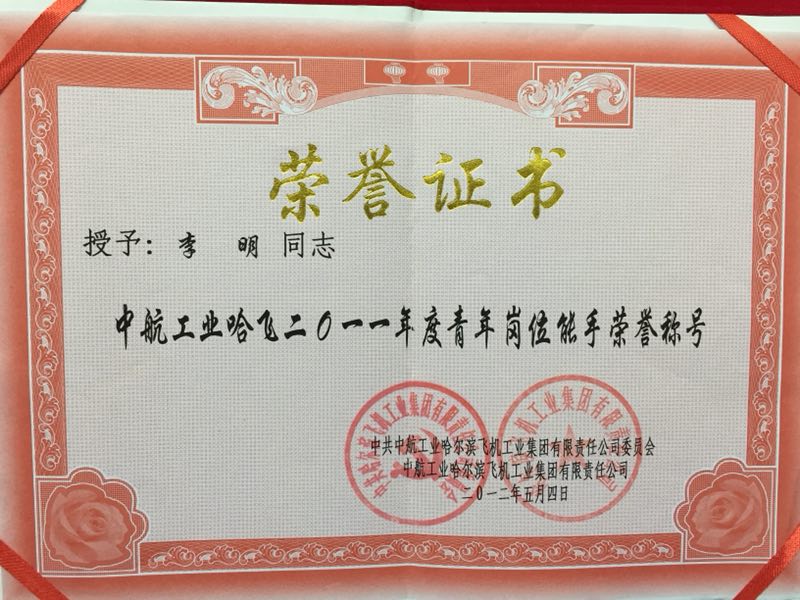 荣誉证书
授予：李 明 同志
中航工业哈飞二〇一一年度青年岗位能手荣誉称号
中共中航工业哈尔滨飞机工业集团有限责任公司委员会
中航工业哈尔滨飞机工业集团有限责任公司
二〇一二年五月四日